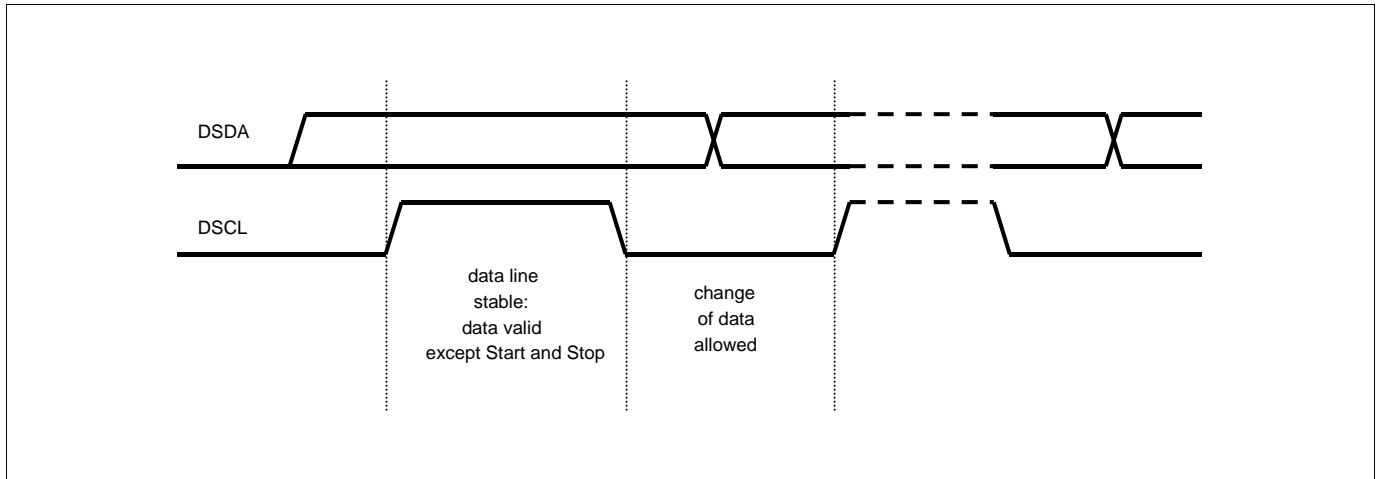 DSDA
DSCL
data line
stable:
data valid
except Start and Stop
change
of data
allowed